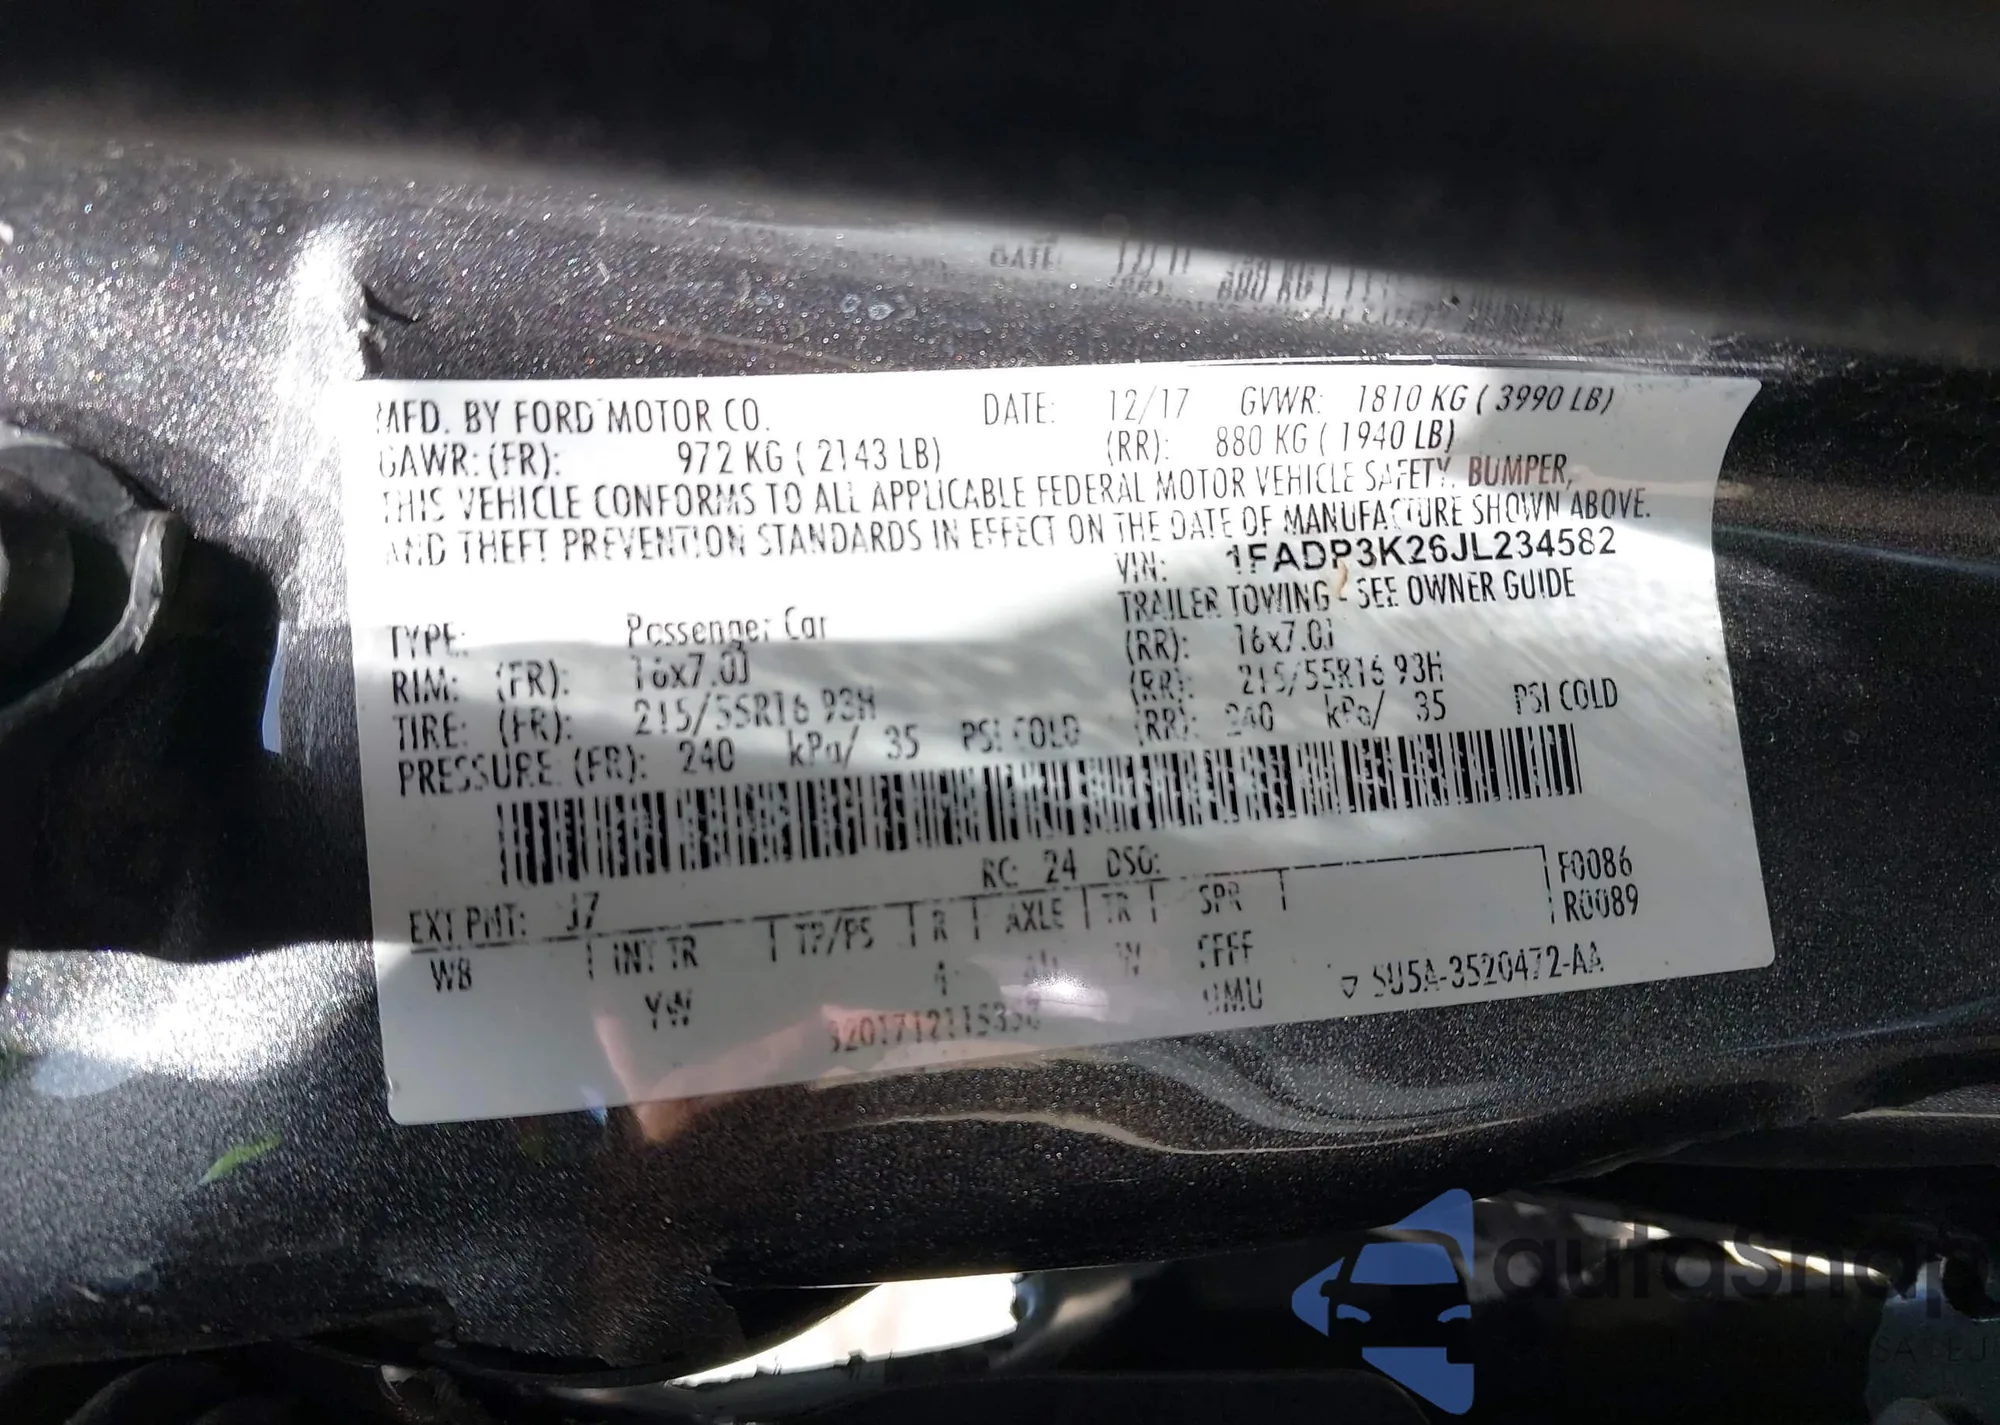 MFD. BY FORD MOTOR CO. DATE: 12/17 GVWR: 1810 KG ( 3990 LB)
GAWR: (FR): 972 KG ( 2143 LB) (RR): 880 KG ( 1940 LB)
THIS VEHICLE CONFORMS TO ALL APPLICABLE FEDERAL MOTOR VEHICLE SAFETY, BUMPER,
AND THEFT PREVENTION STANDARDS IN EFFECT ON THE DATE OF MANUFACTURE SHOWN ABOVE.
VIN: 1FADP3K26JL234582
TYPE: Passenger Car TRAILER TOWING - SEE OWNER GUIDE
RIM: (FR): 16x7.0J (RR): 16x7.0J
TIRE: (FR): 215/55R16 93H (RR): 215/55R16 93H
PRESSURE (FR): 240 kPa/ 35 PSI COLD (RR): 240 kPa/ 35 PSI COLD
RC: 24 DSO: F0086
EXT PNT: J7 R0089
WB INT TR TP/PS R AXLE TR SPR
YW 4 W FFFF
UMU ▽ SU5A-3520472-AA
autosnap